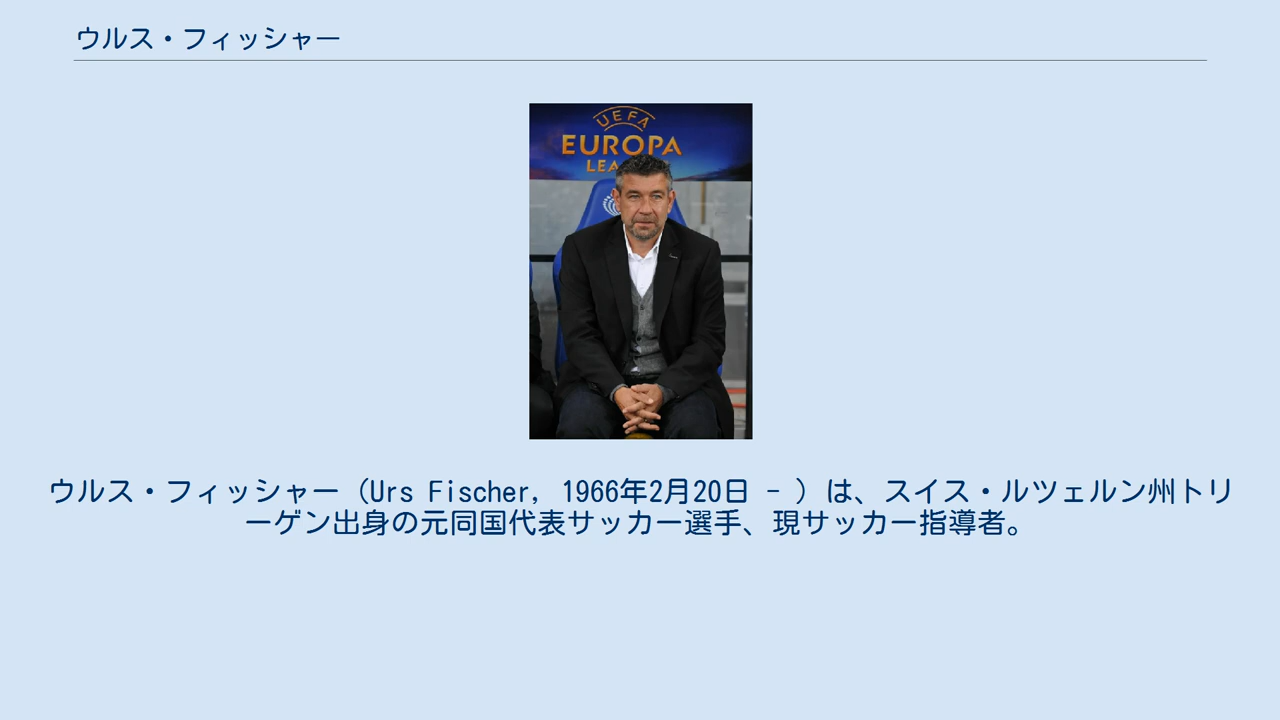 ウルス・フィッシャー
UEFA
EUROPA
LEA
ウルス・フィッシャー（Urs Fischer, 1966年2月20日 - ）は、スイス・ルツェルン州トリ
ーゲン出身の元同国代表サッカー選手、現サッカー指導者。